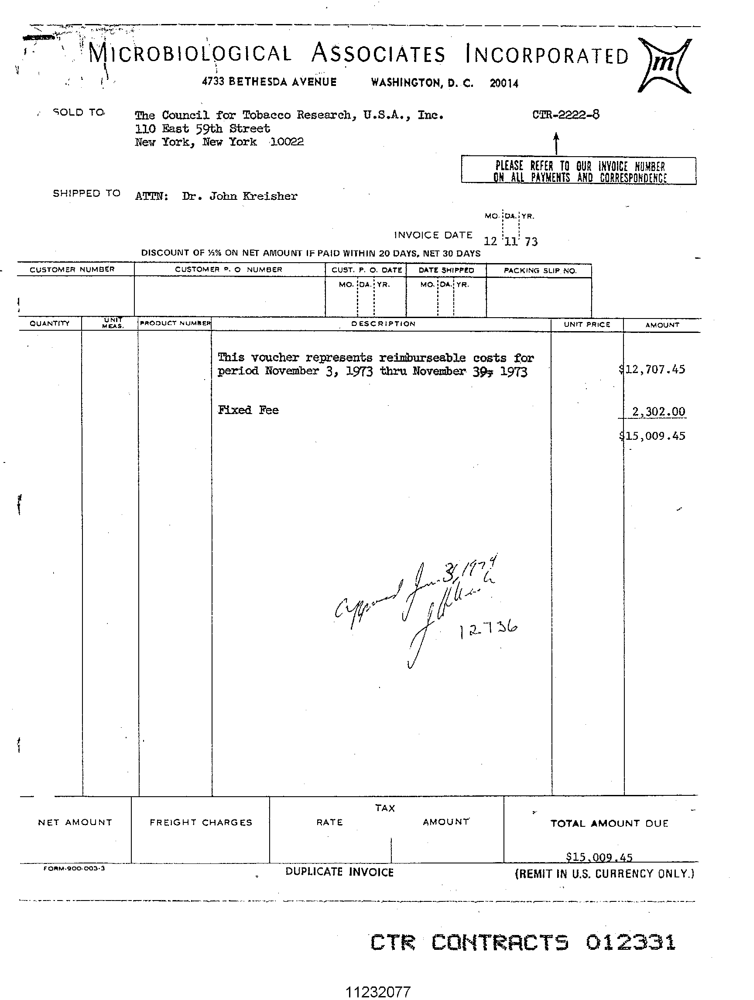 MICROBIOLOGICAL ASSOCIATES INCORPORATED
m
4733 BETHESDA AVENUE WASHINGTON, D. C. 20014
SOLD TO The Council for Tobacco Research, U.S.A., Inc. CTR-2222-8
110 East 59th Street
New York, New York 10022
PLEASE REFER TO OUR INVOICE NUMBER
ON ALL PAYMENTS AND CORRESPONDENCE
SHIPPED TO ATTN: Dr. John Kreisher
MO. DA. YR.
INVOICE DATE 12 11 73
DISCOUNT OF ½% ON NET AMOUNT IF PAID WITHIN 20 DAYS, NET 30 DAYS
CUSTOMER NUMBER CUSTOMER P. O NUMBER CUST. P. O. DATE DATE SHIPPED PACKING SLIP NO.
MO. DA. YR. MO. DA. YR.
QUANTITY UNIT MEAS. PRODUCT NUMBER DESCRIPTION UNIT PRICE AMOUNT
This voucher represents reimburseable costs for
period November 3, 1973 thru November 30, 1973 $12,707.45
Fixed Fee 2,302.00
$15,009.45
Approved Jan. 3, 1974
12736
TAX
NET AMOUNT FREIGHT CHARGES RATE AMOUNT TOTAL AMOUNT DUE
$15,009.45
FORM-900-003-3 DUPLICATE INVOICE (REMIT IN U.S. CURRENCY ONLY.)
CTR CONTRACTS 012331
11232077